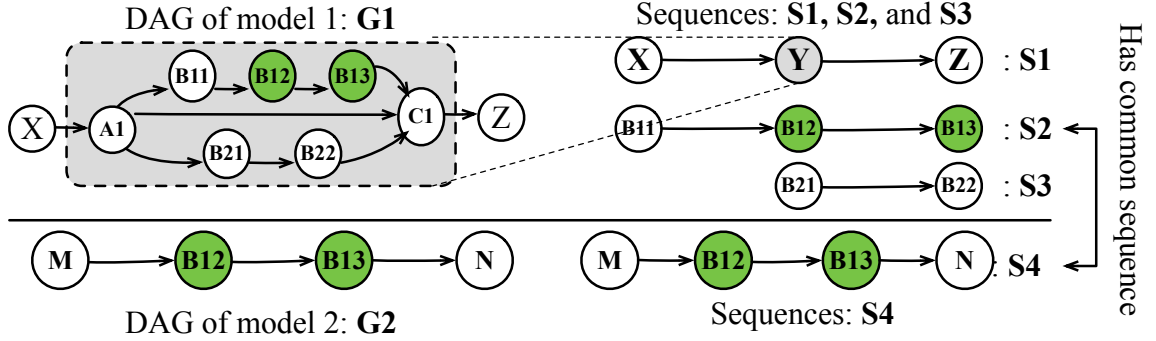 DAG of model 1: G1
X
A1
B11
B12
B13
B21
B22
C1
Z
Sequences: S1, S2, and S3
X
Y
Z
: S1
B11
B12
B13
: S2
B21
B22
: S3
Has common sequence
M
B12
B13
N
DAG of model 2: G2
M
B12
B13
N
: S4
Sequences: S4